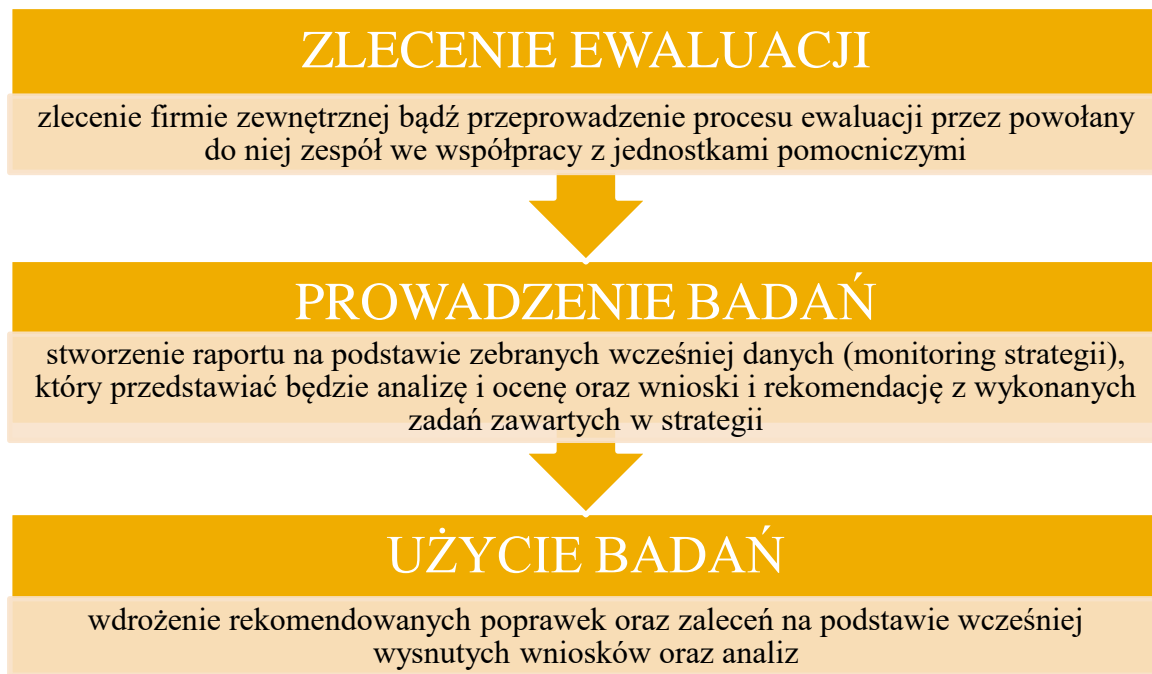 ZLECENIE EWALUACJI
zlecenie firmie zewnętrznej bądź przeprowadzenie procesu ewaluacji przez powołany
do niej zespół we współpracy z jednostkami pomocniczymi
PROWADZENIE BADAŃ
stworzenie raportu na podstawie zebranych wcześniej danych (monitoring strategii),
który przedstawiać będzie analizę i ocenę oraz wnioski i rekomendację z wykonanych
zadań zawartych w strategii
UŻYCIE BADAŃ
wdrożenie rekomendowanych poprawek oraz zaleceń na podstawie wcześniej
wysnutych wniosków oraz analiz